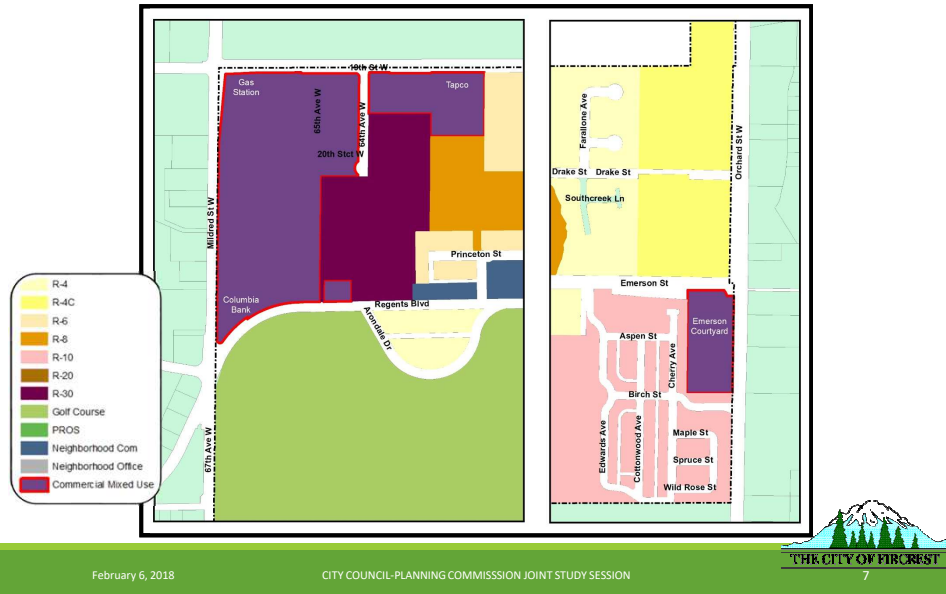 19th St W
Gas
Station
65th Ave W
64th Ave W
Tapco
20th Stct W
Mildred St W
Princeton St
Columbia
Bank
Regents Blvd
Arondale Dr
67th Ave W
Farallone Ave
Orchard St W
Drake St
Drake St
Southcreek Ln
Emerson St
Emerson
Courtyard
Aspen St
Cherry Ave
Birch St
Edwards Ave
Cottonwood Ave
Maple St
Spruce St
Wild Rose St
R-4
R-4C
R-6
R-8
R-10
R-20
R-30
Golf Course
PROS
Neighborhood Com
Neighborhood Office
Commercial Mixed Use
THE CITY OF FIRCREST
February 6, 2018
CITY COUNCIL-PLANNING COMMISSSION JOINT STUDY SESSION
7